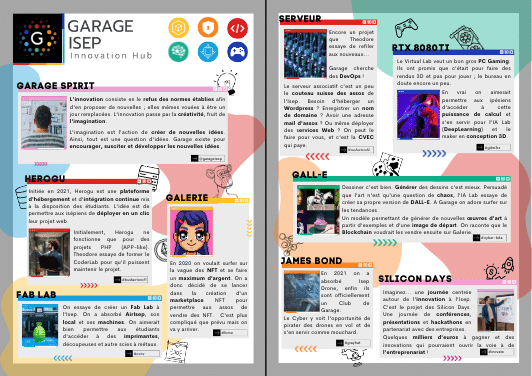 GARAGE
ISEP
Innovation Hub
G
GARAGE SPIRIT
L'innovation consiste en le refus des normes établies afin
d'en proposer de nouvelles ; elles mêmes vouées à être un
jour remplacées. L'innovation passe par la créativité, fruit de
l'imagination.
L'imagination est l'action de créer de nouvelles idées.
Ainsi, tout est une question d'idées. Garage existe pour
encourager, susciter et développer les nouvelles idées.
HEROGU
Initiée en 2021, Herogu est une plateforme
d'hébergement et d'intégration continue mis
à la disposition des étudiants. L'idée est de
permettre aux isépiens de déployer en un clic
leur projet web.
Initialement, Herogu ne
fonctionne que pour des
projets PHP (APP-like).
Theodore essaye de former le
CoderLab pour qu'il puissent
maintenir le projet.
GALERIE
En 2020 on voulait surfer sur
la vague des NFT et se faire
un maximum d'argent. On a
donc décidé de se lancer
dans la création d'un
marketplace NFT pour
permettre aux assos de
vendre des NFT. C'est plus
compliqué que prévu mais on
va y arriver.
FAB LAB
On essaye de créer un Fab Lab à
l'Isep. On a absorbé Airlsep, son
local et ses machines. On aimerait
bien permettre aux étudiants
d'accéder à des imprimantes,
découpeuses et autre scies à métaux.
SERVEUR
Encore un projet
que Theodore
essaye de refiler
aux nouveaux...
Garage cherche
des DevOps !
Le serveur associatif c'est un peu
le couteau suisse des assos de
l'Isep. Besoin d'héberger un
Wordpress ? Enregistrer un nom
de domaine ? Avoir une adresse
mail d'assos ? Ou même déployer
des services Web ? On peut le
faire pour vous, et c'est la CVEC
qui paye.
RTX 8080TI
Le Virtual Lab veut un bon gros PC Gaming.
Ils ont promis que c'était pour faire des
rendas 3D et pas pour jouer ; le bureau de
doute encore un peu.
En vrai on aimerait
permettre aux isépiens
d'accéder à cette
puissance de calcul et
s'en servir pour l'IA Lab
(DeepLearning) et le
maker en conception 3D.
GALL-E
Dessiner c'est bien. Générer des dessins c'est mieux. Persuadé
que l'art n'est qu'une question de chaos, l'IA Lab essaye de
créer sa propre version de DALL-E. A Garage on adore surfer sur
les tendances.
Un modèle permettant de générer de nouvelles œuvres d'art à
partir d'exemples et d'une image de départ. On raconte que le
Blockchain voudrait les vendre ensuite sur Galerie.
JAMES BOND
En 2021 on a
absorbé Isep
Drone, enfin ils
sont officiellement
un Club de
Garage.
Le Cyber y voit l'opportunité de
pirater des drones en vol et de
s'en servir comme mouchard.
SILICON DAYS
Imaginez... une journée centrée
autour de l'innovation à l'Isep.
C'est le projet des Silicon Days.
Une journée de conférences,
présentations et hackathons en
partenariat avec des entreprises.
Quelques milliers d'euros à gagner et des
innovations qui pourraient ouvrir la voie à de
l'entreprenariat !